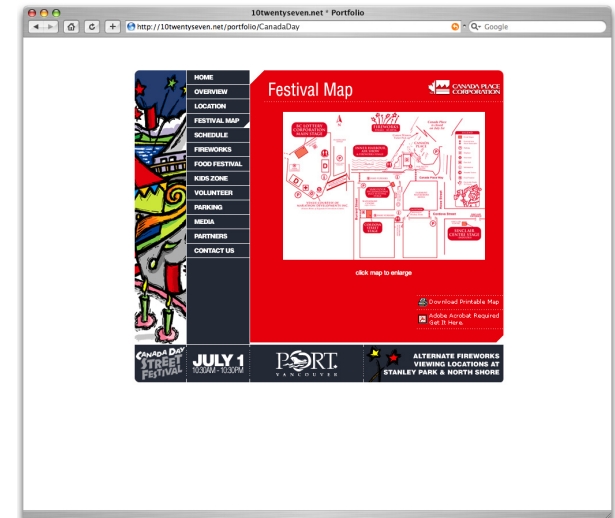 10twentyseven.net * Portfolio
http://10twentyseven.net/portfolio/CanadaDay
Google
HOME
OVERVIEW
LOCATION
FESTIVAL MAP
SCHEDULE
FIREWORKS
FOOD FESTIVAL
KIDS ZONE
VOLUNTEER
PARKING
MEDIA
PARTNERS
CONTACT US
Festival Map
CANADA PLACE
CORPORATION
BC LOTTERY
CORPORATION
MAIN STAGE
FIREWORKS
CANADA
PLACE
Canada Place Way
SINCLAIR
CENTRE STAGE
click map to enlarge
Download Printable Map
Adobe Acrobat Required
Get It Here.
CANADA DAY
STREET
FESTIVAL
JULY 1
10:30AM - 10:30PM
PORT
VANCOUVER
ALTERNATE FIREWORKS
VIEWING LOCATIONS AT
STANLEY PARK & NORTH SHORE